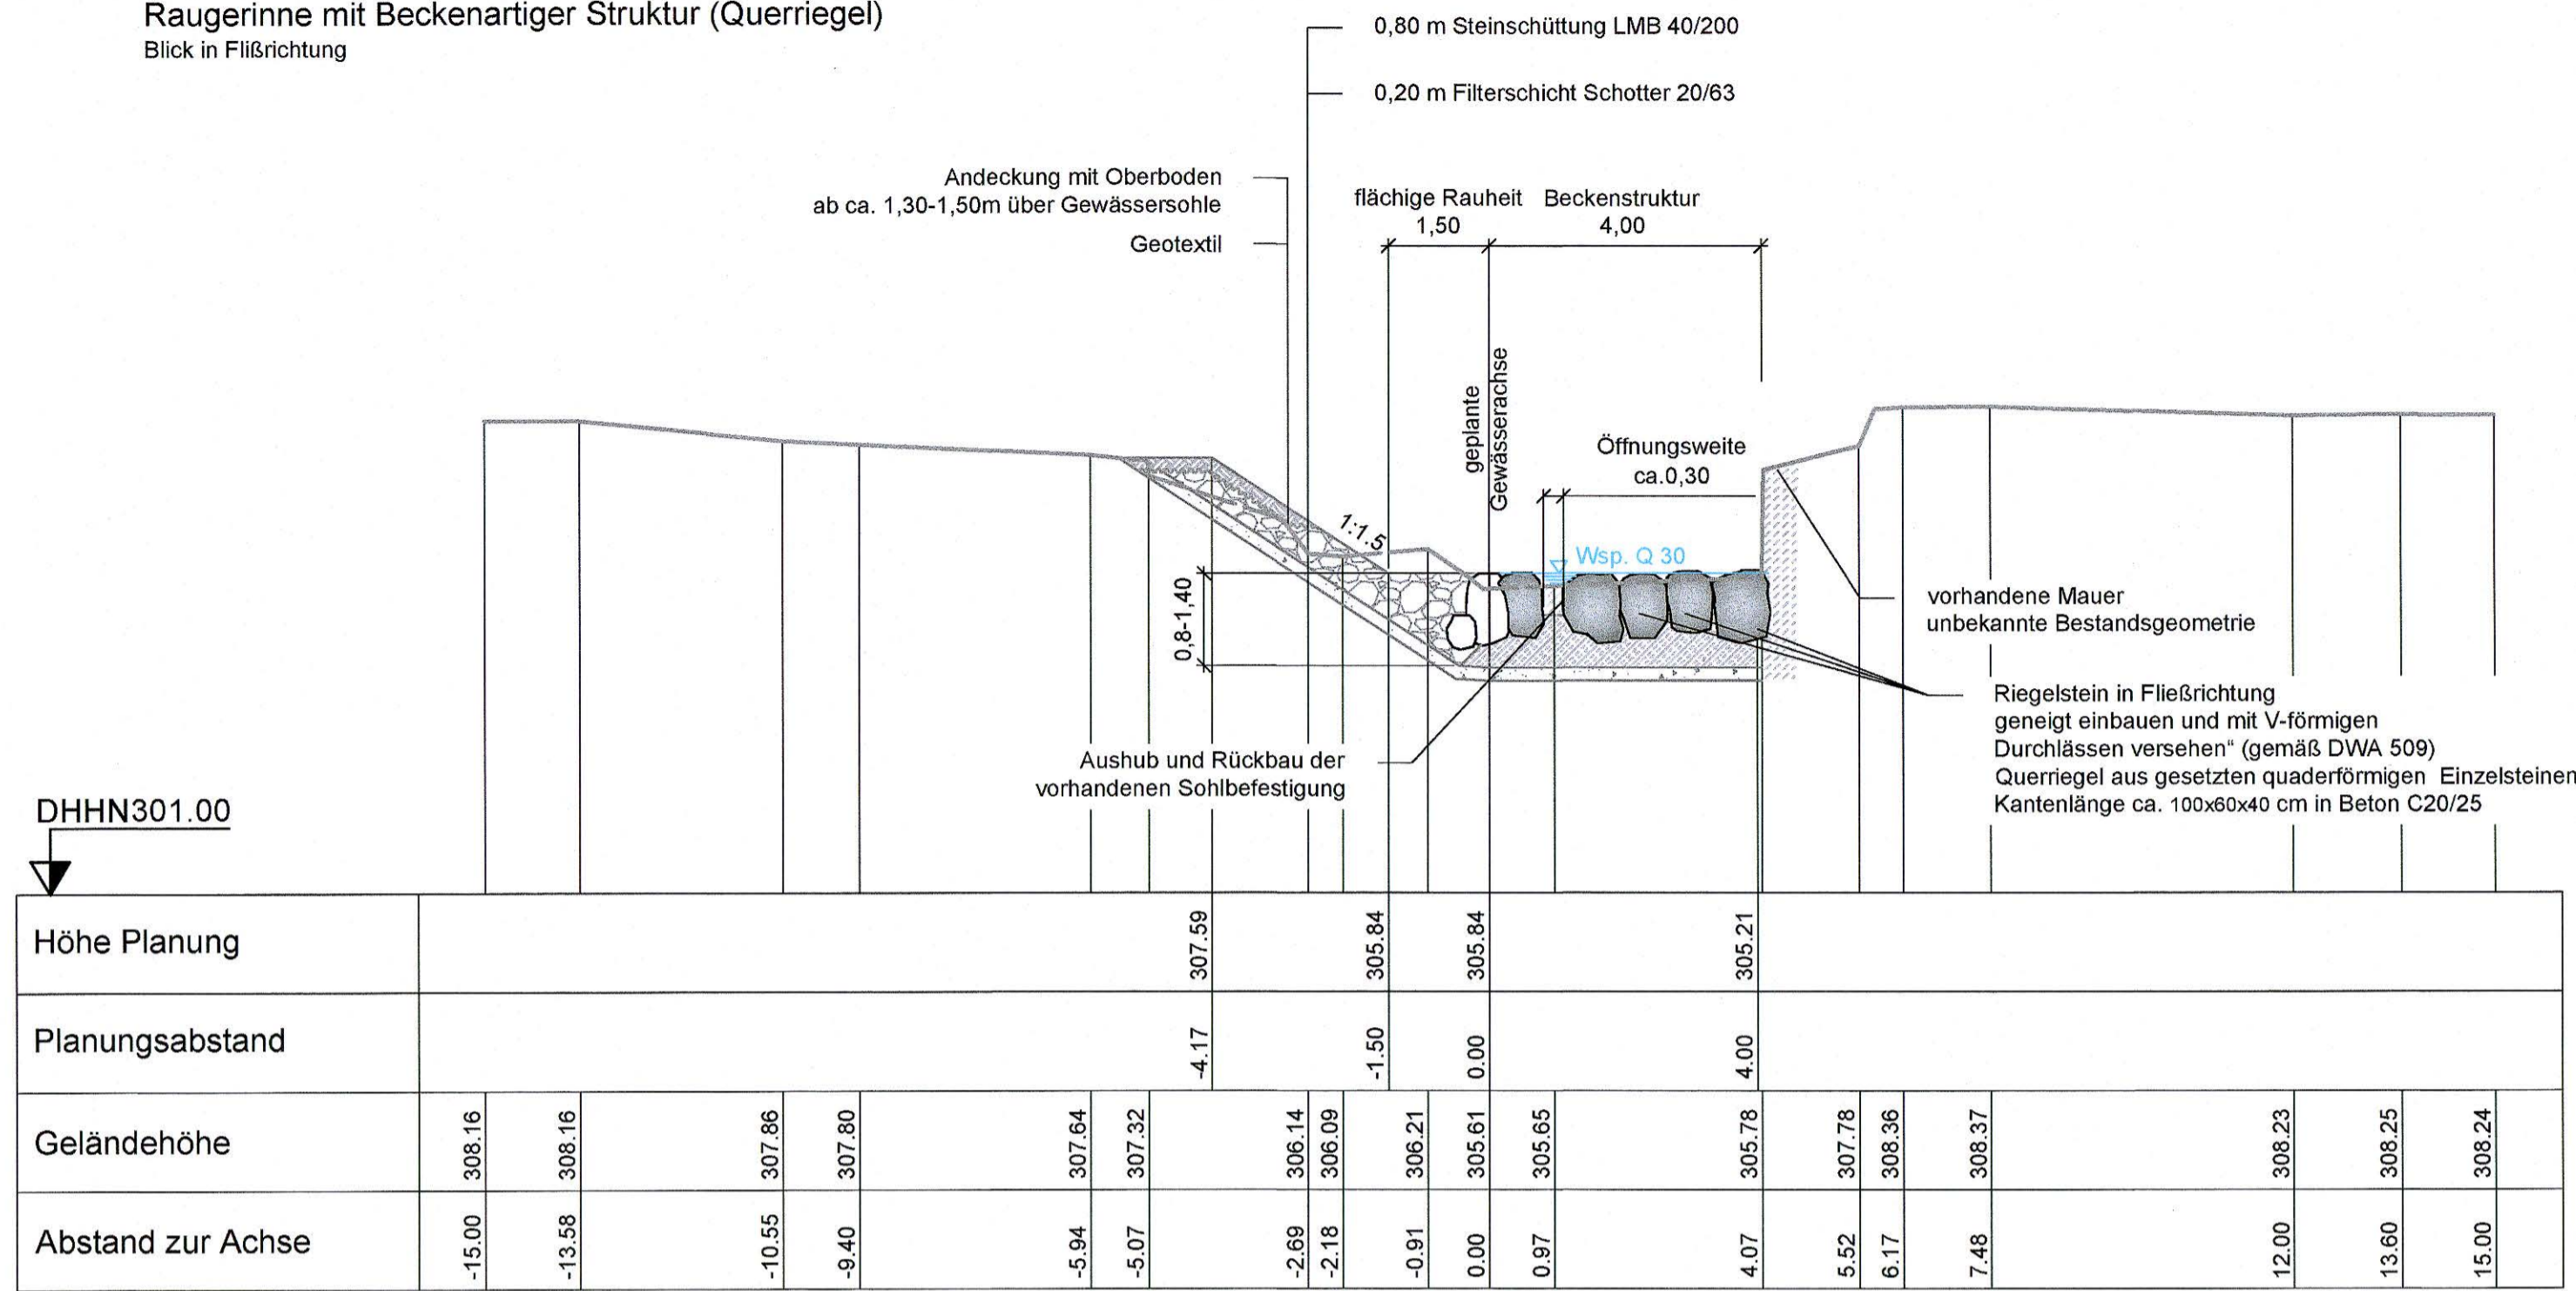 Raugerinne mit Beckenartiger Struktur (Querriegel)
Blick in Flißrichtung
0,80 m Steinschüttung LMB 40/200
0,20 m Filterschicht Schotter 20/63
Andeckung mit Oberboden
ab ca. 1,30-1,50m über Gewässersohle
Geotextil
flächige Rauheit
1,50
Beckenstruktur
4,00
geplante
Gewässerachse
Öffnungsweite
ca.0,30
1:1.5
Wsp. Q 30
0,8-1,40
vorhandene Mauer
unbekannte Bestandsgeometrie
Riegelstein in Fließrichtung
geneigt einbauen und mit V-förmigen
Durchlässen versehen“ (gemäß DWA 509)
Querriegel aus gesetzten quaderförmigen Einzelsteinen
Kantenlänge ca. 100x60x40 cm in Beton C20/25
Aushub und Rückbau der
vorhandenen Sohlbefestigung
DHHN301.00
Höhe Planung 307.59 305.84 305.84 305.21
Planungsabstand -4.17 -1.50 0.00 4.00
Geländehöhe 308.16 308.16 307.86 307.80 307.64 307.32 306.14 306.09 306.21 305.61 305.65 305.78 307.78 308.36 308.37 308.23 308.25 308.24
Abstand zur Achse -15.00 -13.58 -10.55 -9.40 -5.94 -5.07 -2.69 -2.18 -0.91 0.00 0.97 4.07 5.52 6.17 7.48 12.00 13.60 15.00